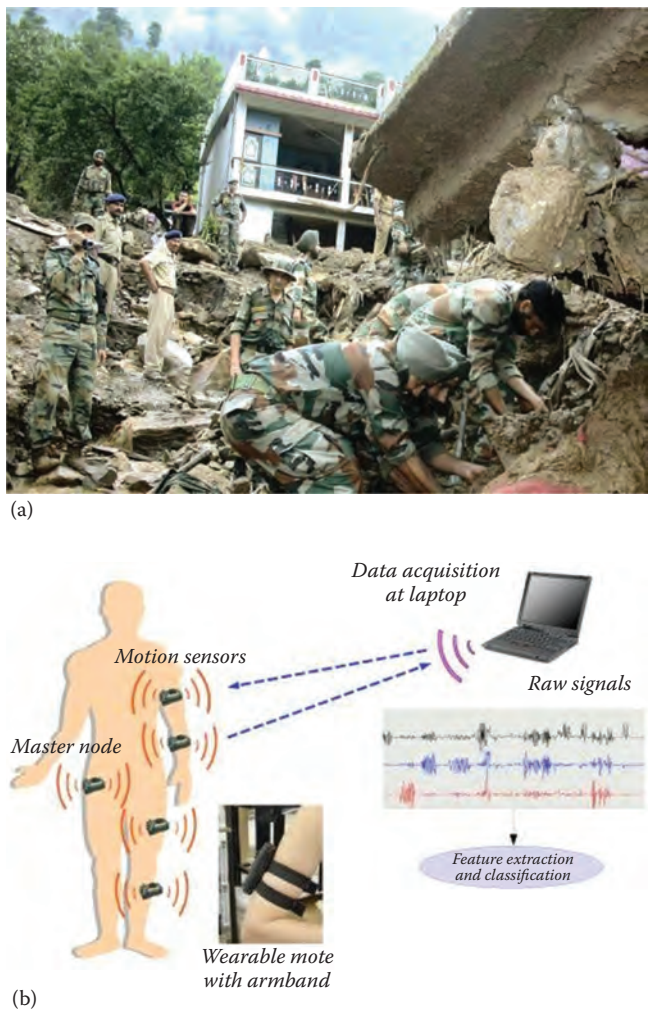 (a)
Data acquisition
at laptop
Motion sensors
Raw signals
Master node
Feature extraction
and classification
Wearable mote
with armband
(b)